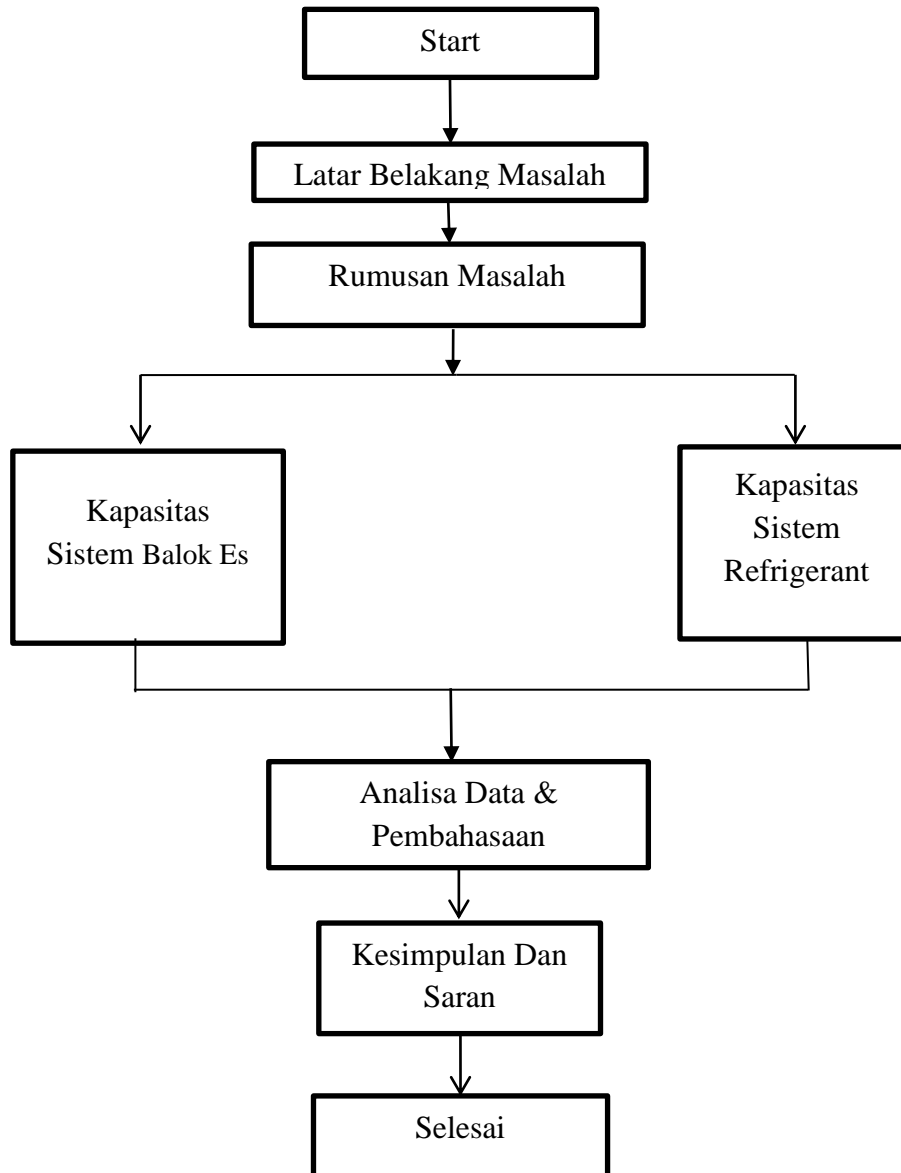 Start
Latar Belakang Masalah
Rumusan Masalah
Kapasitas
Sistem Balok Es
Kapasitas
Sistem
Refrigerant
Analisa Data &
Pembahasaan
Kesimpulan Dan
Saran
Selesai